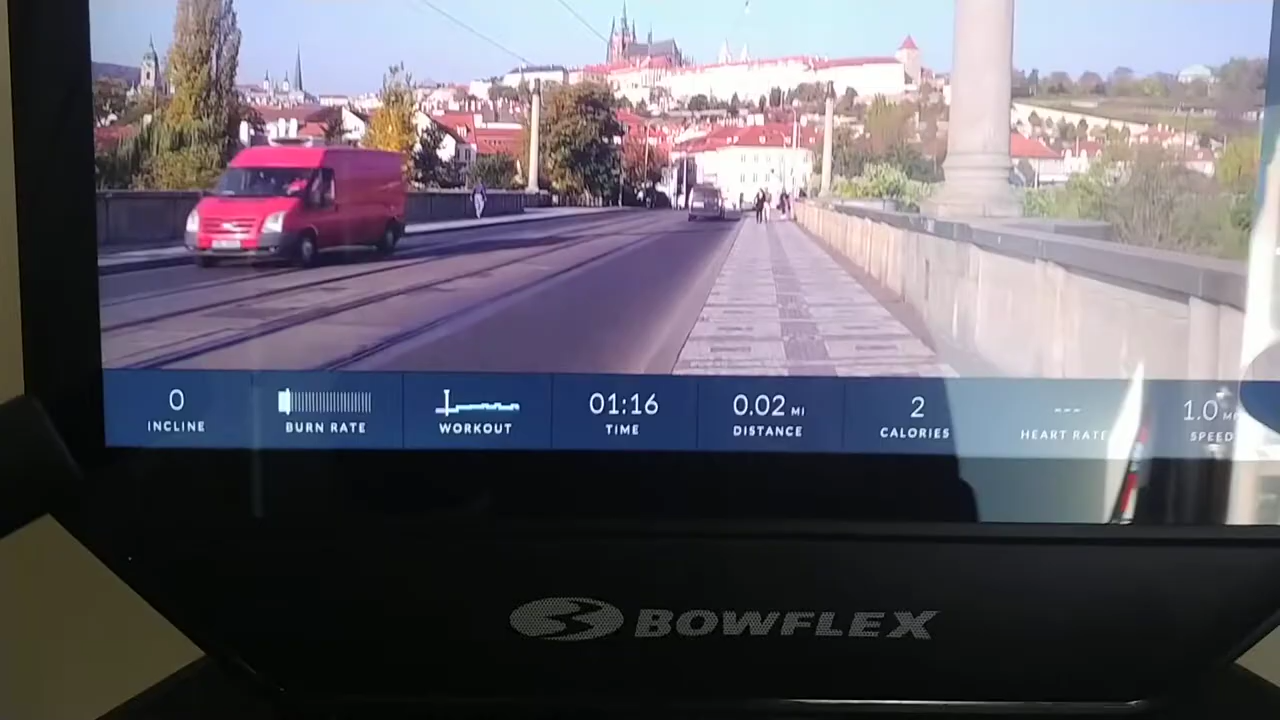 0
INCLINE
BURN RATE
WORKOUT
01:16
TIME
0.02 MI
DISTANCE
2
CALORIES
---
HEART RATE
1.0
SPEED
BOWFLEX